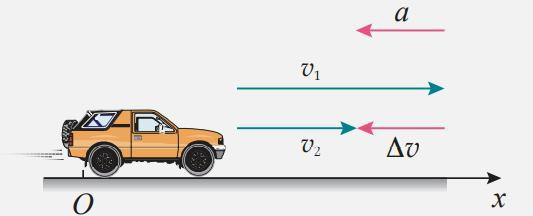 a
v₁
v₂ Δv
O x